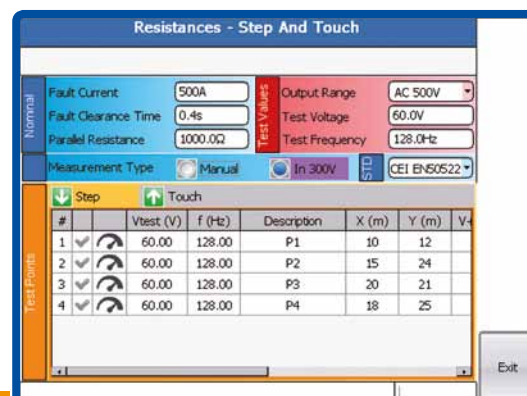 Resistances - Step And Touch
Nominal
Fault Current 500A
Fault Clearance Time 0.4s
Parallel Resistance 1000.0Ω
Test Values
Output Range AC 500V
Test Voltage 60.0V
Test Frequency 128.0Hz
Measurement Type Manual In 300V STD CEI EN50522
Test Points
Step Touch
# Vtest (V) f (Hz) Description X (m) Y (m) V+
1 60.00 128.00 P1 10 12
2 60.00 128.00 P2 15 24
3 60.00 128.00 P3 20 21
4 60.00 128.00 P4 18 25
Exit